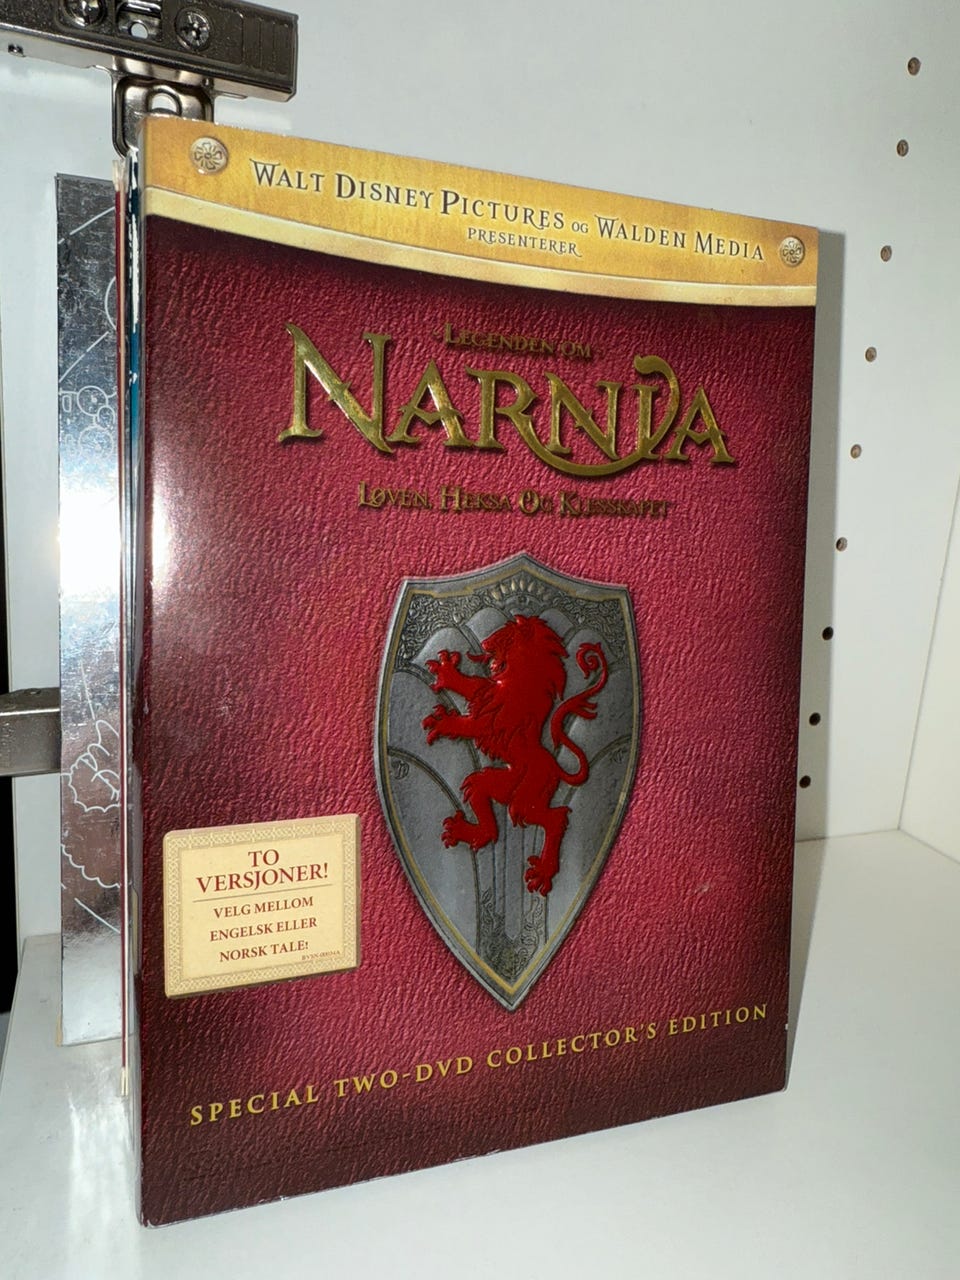 WALT DISNEY PICTURES OG WALDEN MEDIA
PRESENTERER
LEGENDEN OM
NARNIA
LØVEN, HEKSA OG KLESSKAPET
TO
VERSJONER!
VELG MELLOM
ENGELSK ELLER
NORSK TALE!
SPECIAL TWO-DVD COLLECTOR'S EDITION